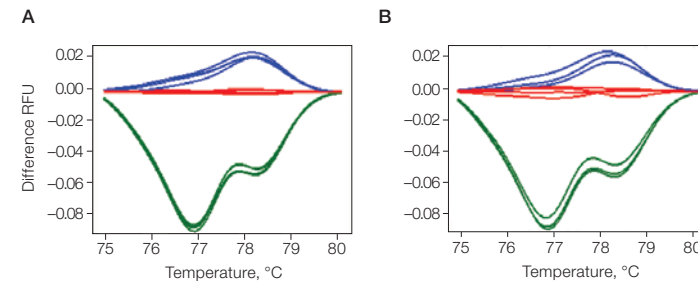 A
B
Difference RFU
0.02
0.00
–0.02
–0.04
–0.06
–0.08
75 76 77 78 79 80
Temperature, °C
0.02
0.00
–0.02
–0.04
–0.06
–0.08
75 76 77 78 79 80
Temperature, °C